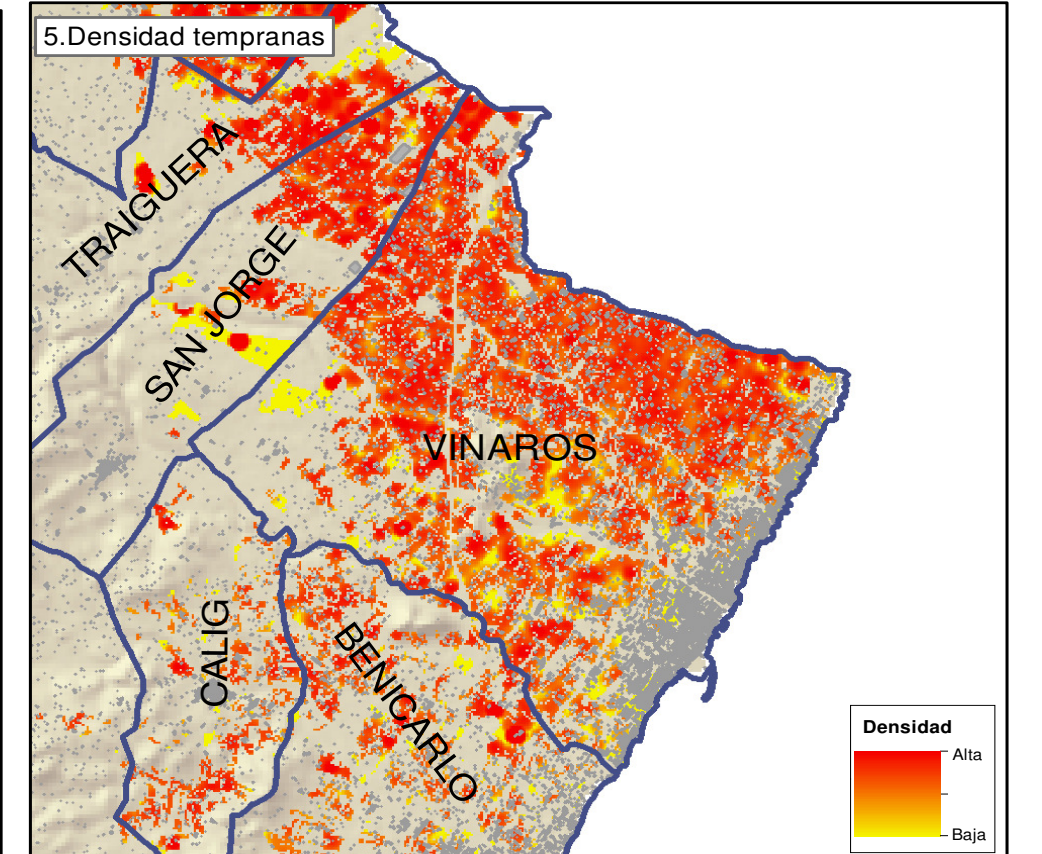 5.Densidad tempranas
TRAIGUERA
SAN JORGE
VINAROS
CALIG
BENICARLO
Densidad
Alta
Baja